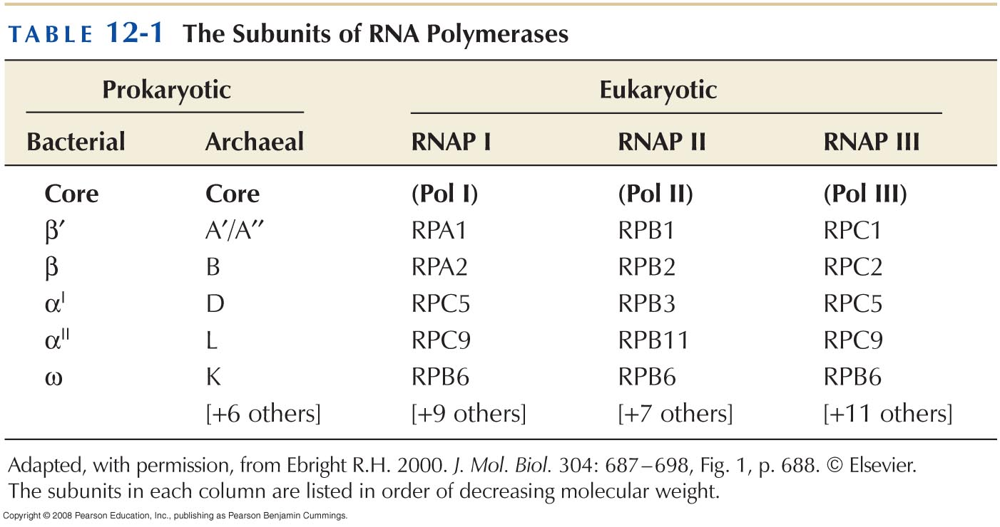 TABLE 12-1 The Subunits of RNA Polymerases
Prokaryotic Eukaryotic
Bacterial Archaeal RNAP I RNAP II RNAP III
Core Core (Pol I) (Pol II) (Pol III)
β′ A′/A″ RPA1 RPB1 RPC1
β B RPA2 RPB2 RPC2
αᴵ D RPC5 RPB3 RPC5
αᴵᴵ L RPC9 RPB11 RPC9
ω K RPB6 RPB6 RPB6
[+6 others] [+9 others] [+7 others] [+11 others]
Adapted, with permission, from Ebright R.H. 2000. J. Mol. Biol. 304: 687–698, Fig. 1, p. 688. © Elsevier.
The subunits in each column are listed in order of decreasing molecular weight.
Copyright © 2008 Pearson Education, Inc., publishing as Pearson Benjamin Cummings.